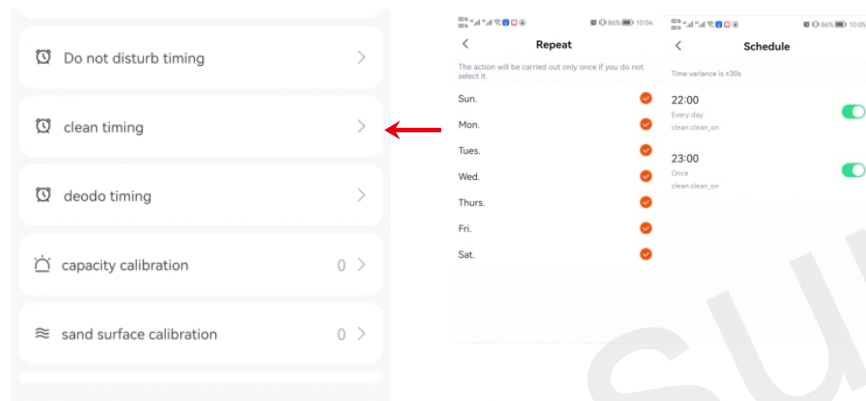 Do not disturb timing
clean timing
deodo timing
capacity calibration 0
sand surface calibration 0
86% 10:04
Repeat
The action will be carried out only once if you do not
select it.
Sun.
Mon.
Tues.
Wed.
Thurs.
Fri.
Sat.
86% 10:05
Schedule
Time variance is ±30s
22:00
Every day
clean:clean_on
23:00
Once
clean:clean_on
su